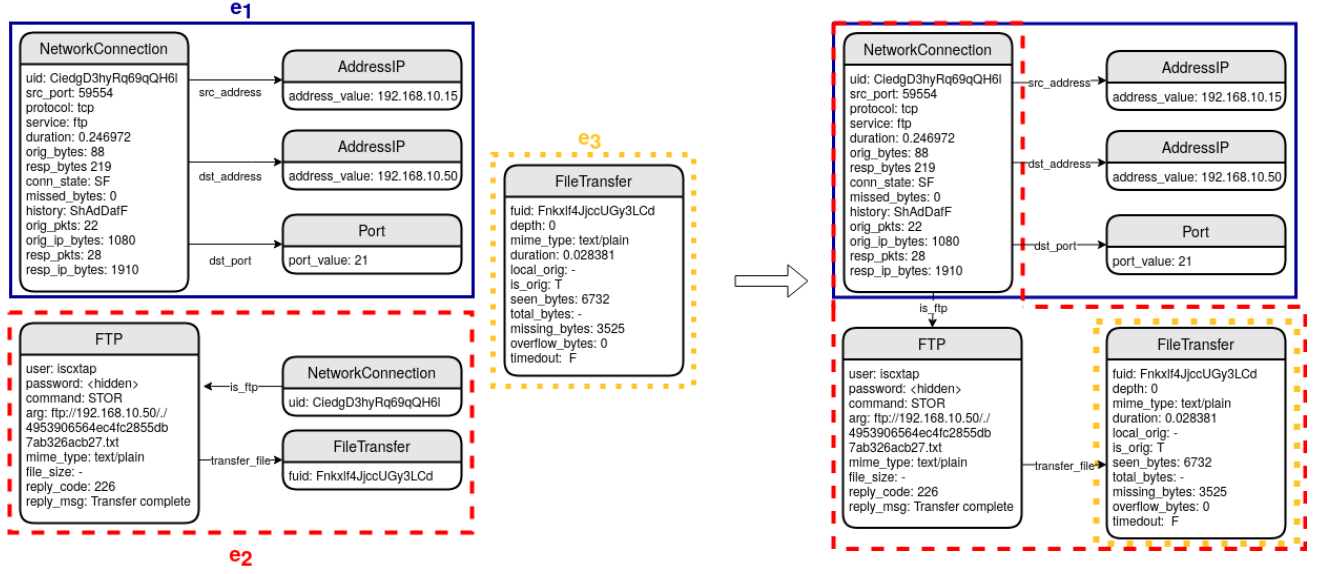 e1
NetworkConnection
uid: CiedgD3hyRq69qQH6l
src_port: 59554
protocol: tcp
service: ftp
duration: 0.246972
orig_bytes: 88
resp_bytes 219
conn_state: SF
missed_bytes: 0
history: ShAdDafF
orig_pkts: 22
orig_ip_bytes: 1080
resp_pkts: 28
resp_ip_bytes: 1910
src_address
AddressIP
address_value: 192.168.10.15
dst_address
AddressIP
address_value: 192.168.10.50
dst_port
Port
port_value: 21
FTP
user: iscxtap
password: <hidden>
command: STOR
arg: ftp://192.168.10.50/./
4953906564ec4fc2855db
7ab326acb27.txt
mime_type: text/plain
file_size: -
reply_code: 226
reply_msg: Transfer complete
is_ftp
NetworkConnection
uid: CiedgD3hyRq69qQH6l
transfer_file
FileTransfer
fuid: Fnkxlf4JjccUGy3LCd
e2
e3
FileTransfer
fuid: Fnkxlf4JjccUGy3LCd
depth: 0
mime_type: text/plain
duration: 0.028381
local_orig: -
is_orig: T
seen_bytes: 6732
total_bytes: -
missing_bytes: 3525
overflow_bytes: 0
timedout: F
NetworkConnection
uid: CiedgD3hyRq69qQH6l
src_port: 59554
protocol: tcp
service: ftp
duration: 0.246972
orig_bytes: 88
resp_bytes 219
conn_state: SF
missed_bytes: 0
history: ShAdDafF
orig_pkts: 22
orig_ip_bytes: 1080
resp_pkts: 28
resp_ip_bytes: 1910
src_address
AddressIP
address_value: 192.168.10.15
dst_address
AddressIP
address_value: 192.168.10.50
dst_port
Port
port_value: 21
is_ftp
FTP
user: iscxtap
password: <hidden>
command: STOR
arg: ftp://192.168.10.50/./
4953906564ec4fc2855db
7ab326acb27.txt
mime_type: text/plain
file_size: -
reply_code: 226
reply_msg: Transfer complete
transfer_file
FileTransfer
fuid: Fnkxlf4JjccUGy3LCd
depth: 0
mime_type: text/plain
duration: 0.028381
local_orig: -
is_orig: T
seen_bytes: 6732
total_bytes: -
missing_bytes: 3525
overflow_bytes: 0
timedout: F